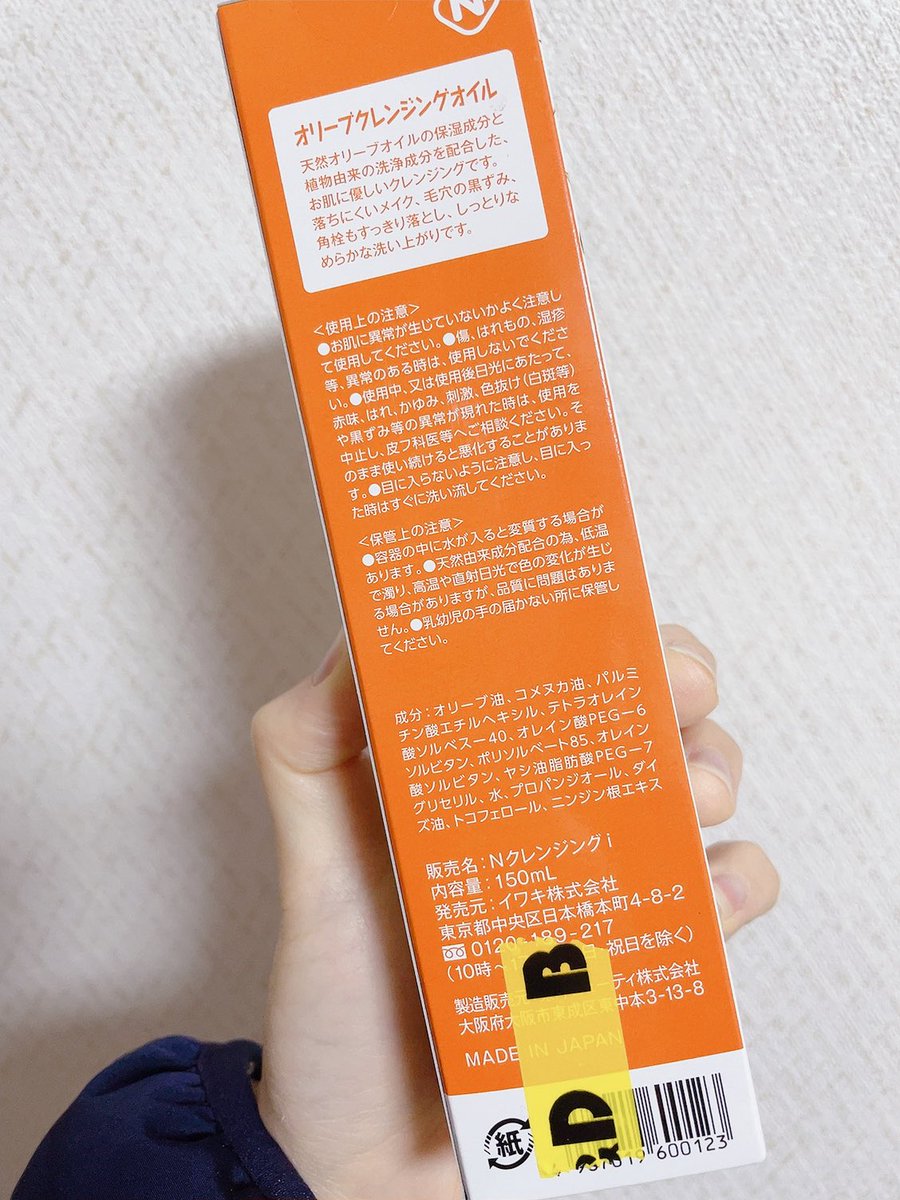 N
オリーブクレンジングオイル
天然オリーブオイルの保湿成分と
植物由来の洗浄成分を配合した、
お肌に優しいクレンジングです。
落ちにくいメイク、毛穴の黒ずみ、
角栓もすっきり落とし、しっとりな
めらかな洗い上がりです。
<使用上の注意>
●お肌に異常が生じていないかよく注意し
て使用してください。●傷、はれもの、湿疹
等、異常のある時は、使用しないでくださ
い。●使用中、又は使用後日光にあたって、
赤味、はれ、かゆみ、刺激、色抜け(白斑等)
や黒ずみ等の異常が現れた時は、使用を
中止し、皮フ科医等へご相談ください。そ
のまま使い続けると悪化することがありま
す。●目に入らないように注意し、目に入っ
た時はすぐに洗い流してください。
<保管上の注意>
●容器の中に水が入ると変質する場合が
あります。●天然由来成分配合の為、低温
で濁り、高温や直射日光で色の変化が生じ
る場合がありますが、品質に問題はありま
せん。●乳幼児の手の届かない所に保管し
てください。
成分:オリーブ油、コメヌカ油、パルミ
チン酸エチルヘキシル、テトラオレイン
酸ソルベスー40、オレイン酸PEGー6
ソルビタン、ポリソルベート85、オレイン
酸ソルビタン、ヤシ油脂肪酸PEGー7
グリセリル、水、プロパンジオール、ダイ
ズ油、トコフェロール、ニンジン根エキス
販売名:Nクレンジングi
内容量:150mL
発売元:イワキ株式会社
東京都中央区日本橋本町4-8-2
0120-189-217
(10時~ 日・祝日を除く)
製造販売元 ティ株式会社
大阪府大阪市東成区東中本3-13-8
MADE IN JAPAN
B
D
紙
600123